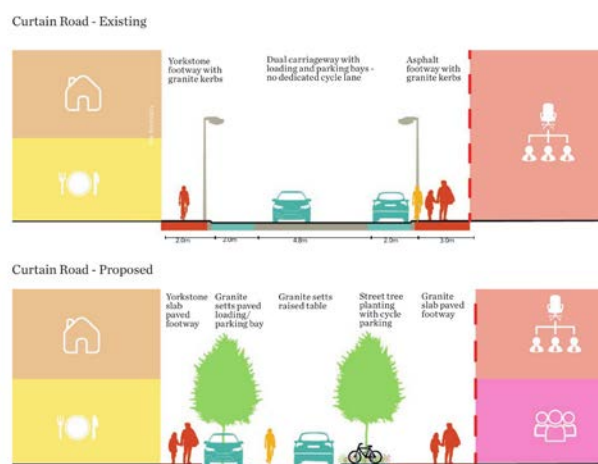 Curtain Road - Existing
Yorkstone
footway with
granite kerbs
Dual carriageway with
loading and parking bays -
no dedicated cycle lane
Asphalt
footway with
granite kerbs
2.0m
2.0m
4.8m
2.0m
3.0m
Curtain Road - Proposed
Yorkstone
slab
paved
footway
Granite
setts paved
loading/
parking bay
Granite setts
raised table
Street tree
planting
with cycle
parking
Granite
slab paved
footway